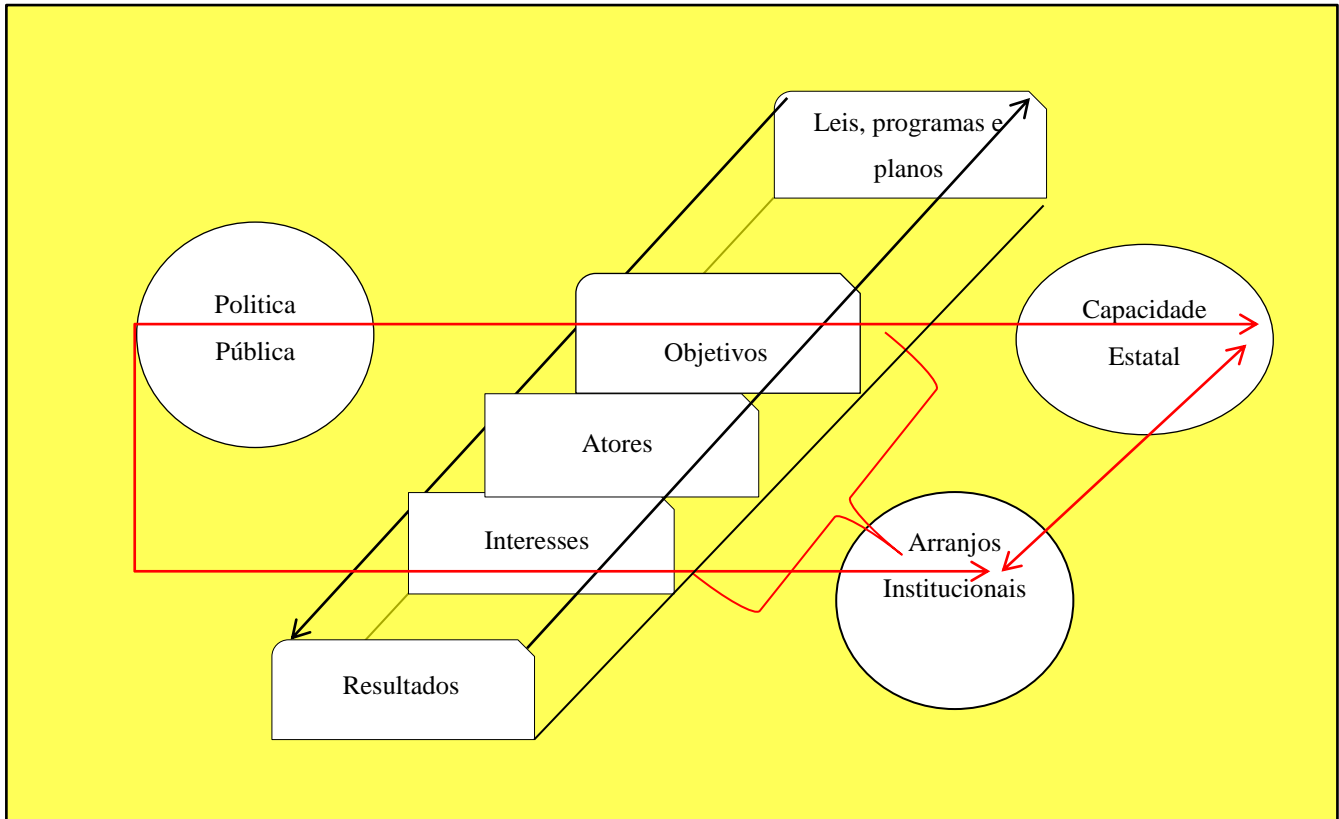 Leis, programas e
planos
Politica
Pública
Objetivos
Capacidade
Estatal
Atores
Interesses
Arranjos
Institucionais
Resultados